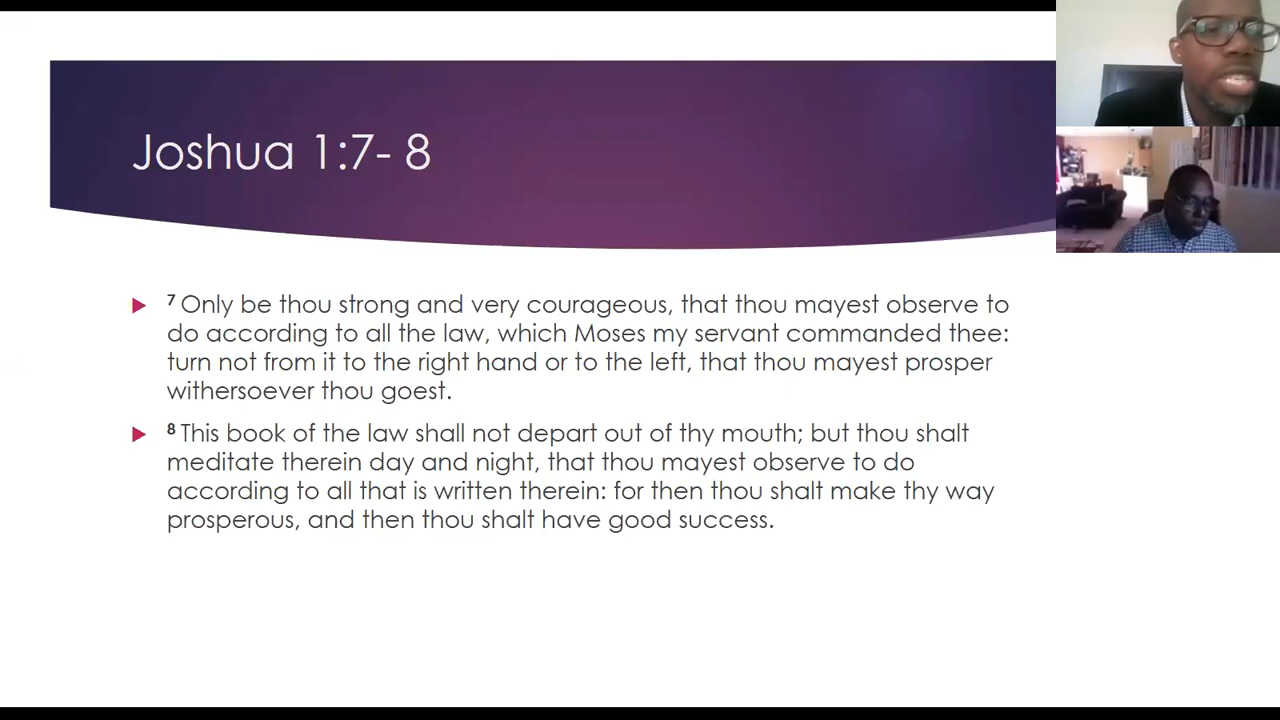 Joshua 1:7- 8
7 Only be thou strong and very courageous, that thou mayest observe to
do according to all the law, which Moses my servant commanded thee:
turn not from it to the right hand or to the left, that thou mayest prosper
withersoever thou goest.
8 This book of the law shall not depart out of thy mouth; but thou shalt
meditate therein day and night, that thou mayest observe to do
according to all that is written therein: for then thou shalt make thy way
prosperous, and then thou shalt have good success.